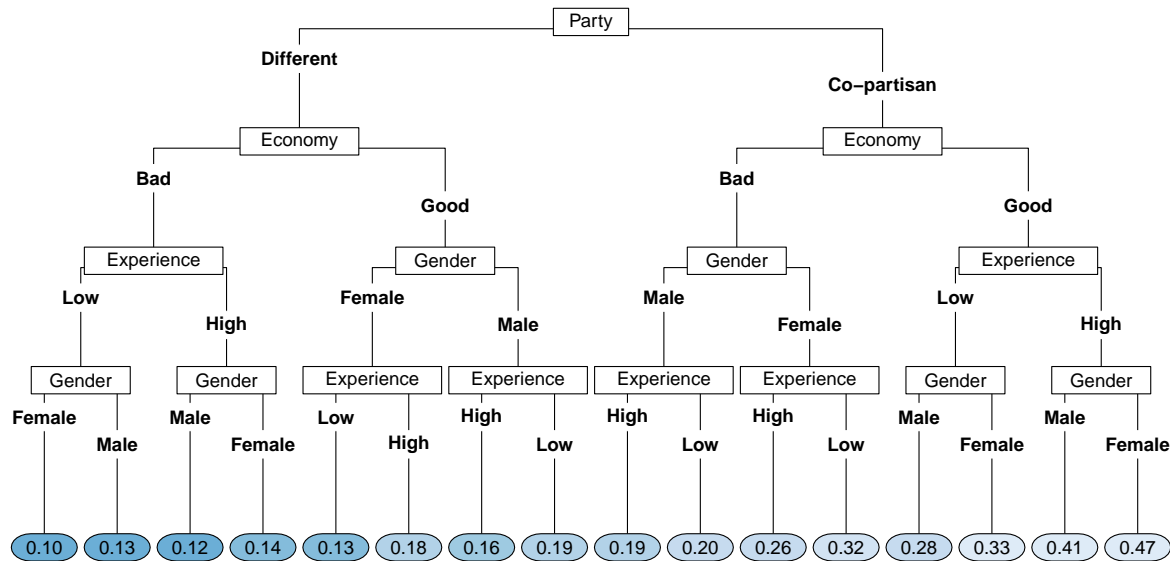 Party
Different
Co−partisan
Economy Economy
Bad Bad
Good Good
Experience Gender Gender Experience
Low Female Male Low
High Male Female High
Gender Gender Experience Experience Experience Experience Gender Gender
Female Male Low High High High Male Male
Male Female High Low Low Low Female Female
0.10 0.13 0.12 0.14 0.13 0.18 0.16 0.19 0.19 0.20 0.26 0.32 0.28 0.33 0.41 0.47